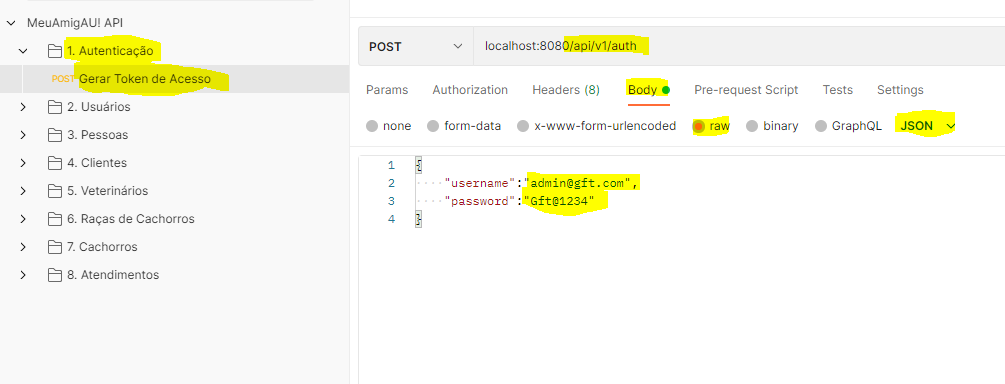 MeuAmigAU! API
1. Autenticação
POST Gerar Token de Acesso
2. Usuários
3. Pessoas
4. Clientes
5. Veterinários
6. Raças de Cachorros
7. Cachorros
8. Atendimentos
POST localhost:8080/api/v1/auth
Params Authorization Headers (8) Body Pre-request Script Tests Settings
none form-data x-www-form-urlencoded raw binary GraphQL JSON
1 {
2 "username":"admin@gft.com",
3 "password":"Gft@1234"
4 }